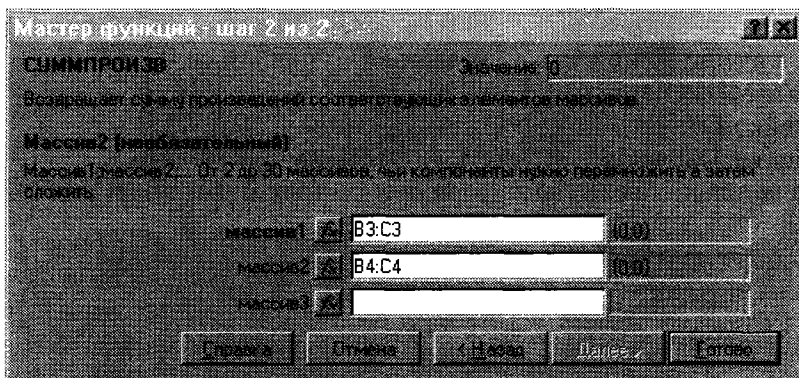 Мастер функций - шаг 2 из 2
СУММПРОИЗВ Значение: 0
Возвращает сумму произведений соответствующих элементов массивов.
Массив2 (необязательный)
Массив1,массив2,... От 2 до 30 массивов, чьи компоненты нужно перемножить а затем
сложить
массив1 B3:C3 {0;0}
массив2 B4:C4 {0;0}
массив3
Справка Отмена < Назад Далее > Готово